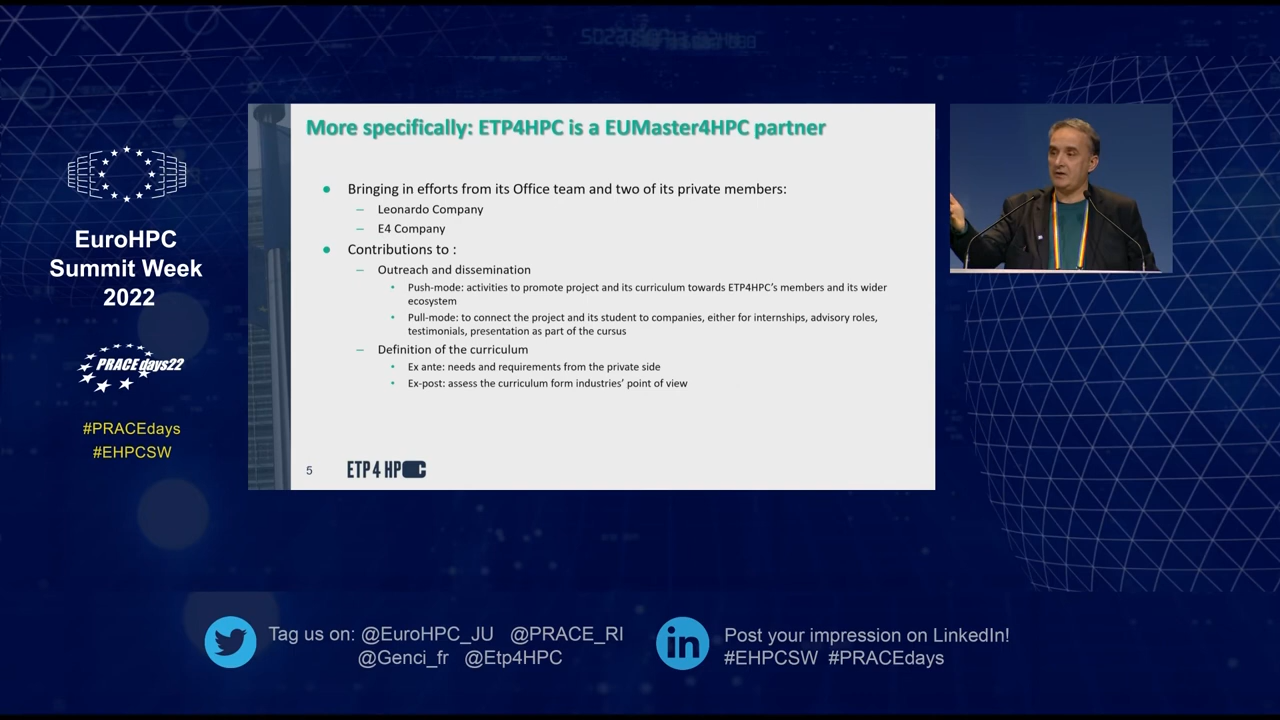 EuroHPC
Summit Week
2022
PRACEdays22
#PRACEdays
#EHPCSW
More specifically: ETP4HPC is a EUMaster4HPC partner
● Bringing in efforts from its Office team and two of its private members:
– Leonardo Company
– E4 Company
● Contributions to :
– Outreach and dissemination
• Push-mode: activities to promote project and its curriculum towards ETP4HPC's members and its wider
ecosystem
• Pull-mode: to connect the project and its student to companies, either for internships, advisory roles,
testimonials, presentation as part of the cursus
– Definition of the curriculum
• Ex ante: needs and requirements from the private side
• Ex-post: assess the curriculum form industries' point of view
5
ETP4HPC
Tag us on: @EuroHPC_JU @PRACE_RI
@Genci_fr @Etp4HPC
in
Post your impression on LinkedIn!
#EHPCSW #PRACEdays